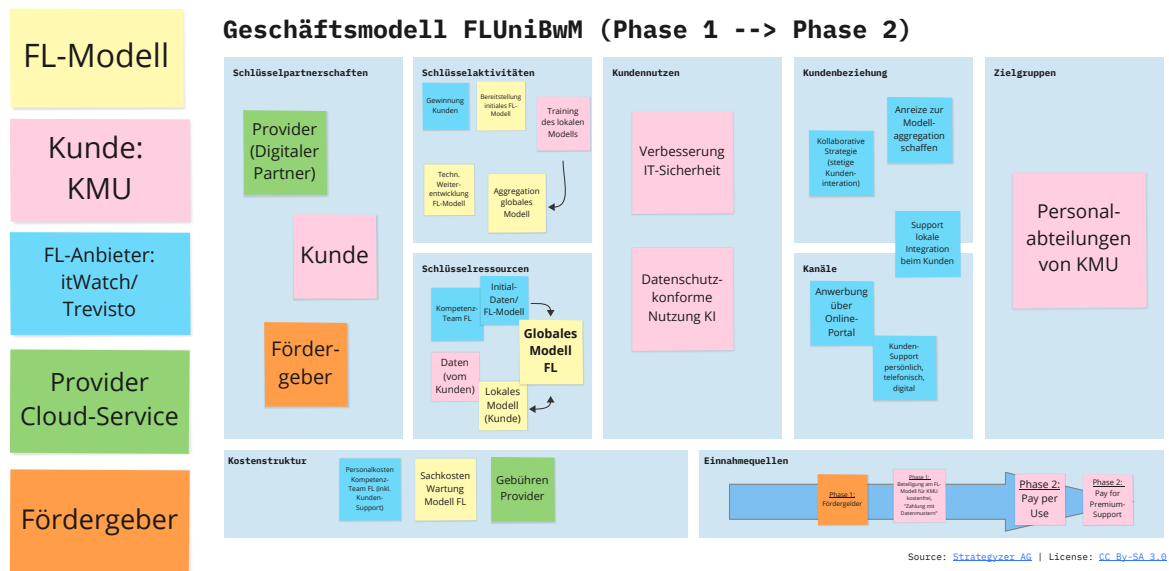 Geschäftsmodell FLUniBwM (Phase 1 --> Phase 2)
FL-Modell
Kunde:
KMU
FL-Anbieter:
itWatch/
Trevisto
Provider
Cloud-Service
Fördergeber
Schlüsselpartnerschaften
Provider
(Digitaler
Partner)
Kunde
Förder-
geber
Schlüsselaktivitäten
Gewinnung
Kunden
Bereitstellung
initiales FL-
Modell
Training
des lokalen
Modells
Techn.
Weiter-
entwicklung
FL-Modell
Aggregation
globales
Modell
Schlüsselressourcen
Kompetenz-
Team FL
Initial-
Daten/
FL-Modell
Globales
Modell
FL
Daten
(vom
Kunden)
Lokales
Modell
(Kunde)
Kundennutzen
Verbesserung
IT-Sicherheit
Datenschutz-
konforme
Nutzung KI
Kundenbeziehung
Anreize zur
Modell-
aggregation
schaffen
Kollaborative
Strategie
(stetige
Kunden-
interation)
Support
lokale
Integration
beim Kunden
Kanäle
Anwerbung
über
Online-
Portal
Kunden-
Support
persönlich,
telefonisch,
digital
Zielgruppen
Personal-
abteilungen
von KMU
Kostenstruktur
Personalkosten
Kompetenz-
Team FL (inkl.
Kunden-
Support)
Sachkosten
Wartung
Modell FL
Gebühren
Provider
Einnahmequellen
Phase 1:
Fördergelder
Phase 1:
Beteiligung am FL-
Modell für KMU
kostenfrei,
"Zahlung mit
Datenmustern"
Phase 2:
Pay per
Use
Phase 2:
Pay for
Premium-
Support
Source: Strategyzer AG | License: CC By-SA 3.0